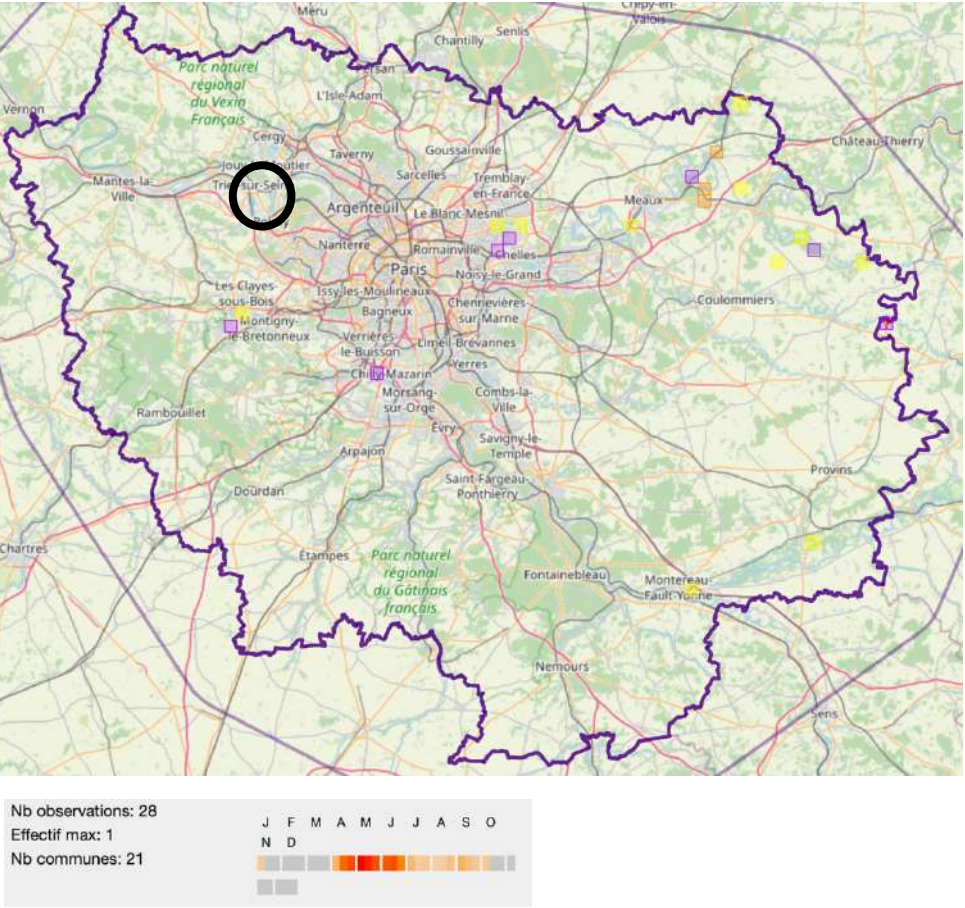 Méru
Crépy-en-
Valois
Senlis
Chantilly
Persan
Parc naturel
régional
du Vexin
Français
L'Isle-Adam
Vernon
Cergy
Château-Thierry
Taverny
Goussainville
Sarcelles
Tremblay-
en-France
Mantes-la-
Ville
Meaux
Argenteuil
Le Blanc-Mesnil
Nanterre
Romainville
Paris
Noisy-le-Grand
Les Clayes-
sous-Bois
Issy-les-Moulineaux
Bagneux
Chennevières-
sur-Marne
Coulommiers
Montigny-
le-Bretonneux
Verrières-
le-Buisson
Limeil-Brévannes
Yerres
Morsang-
sur-Orge
Combs-la-
Ville
Rambouillet
Évry
Savigny-le-
Temple
Arpajon
Provins
Saint-Fargeau-
Ponthierry
Dourdan
Chartres
Étampes
Parc naturel
régional
du Gâtinais
français
Fontainebleau
Montereau-
Fault-Yonne
Nemours
Sens
Nb observations: 28
J F M A M J J A S O
Effectif max: 1
N D
Nb communes: 21